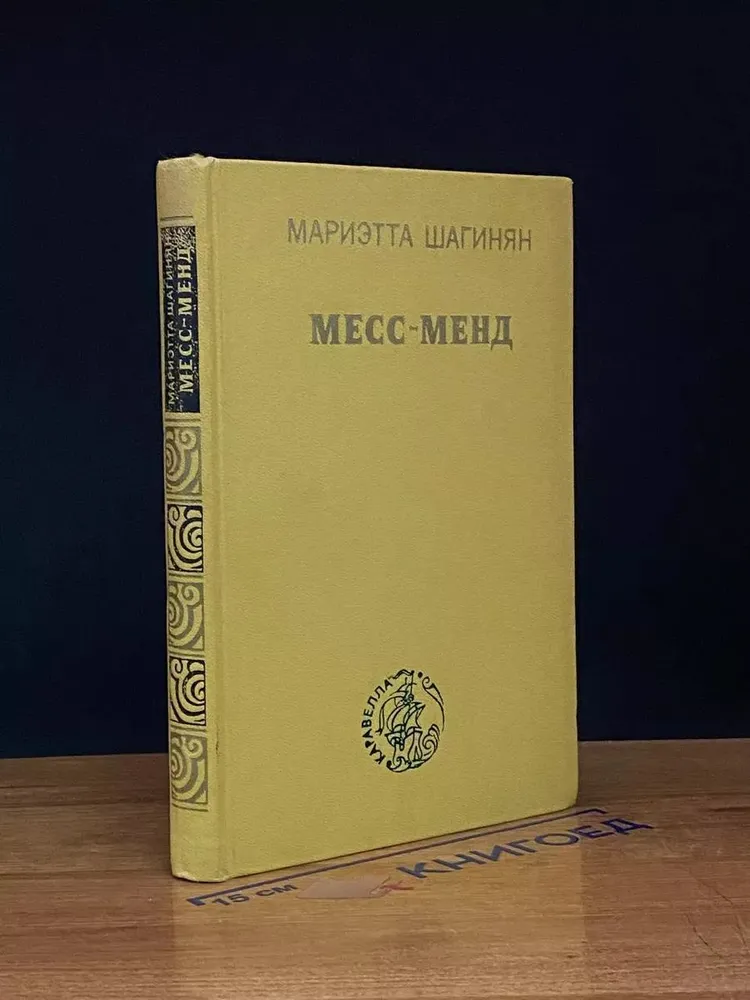 МАРИЭТТА ШАГИНЯН
МЕСС-МЕНД
МАРИЭТТА ШАГИНЯН
МЕСС-МЕНД
КАРАВЕЛЛА
15 см
КНИГОЕД